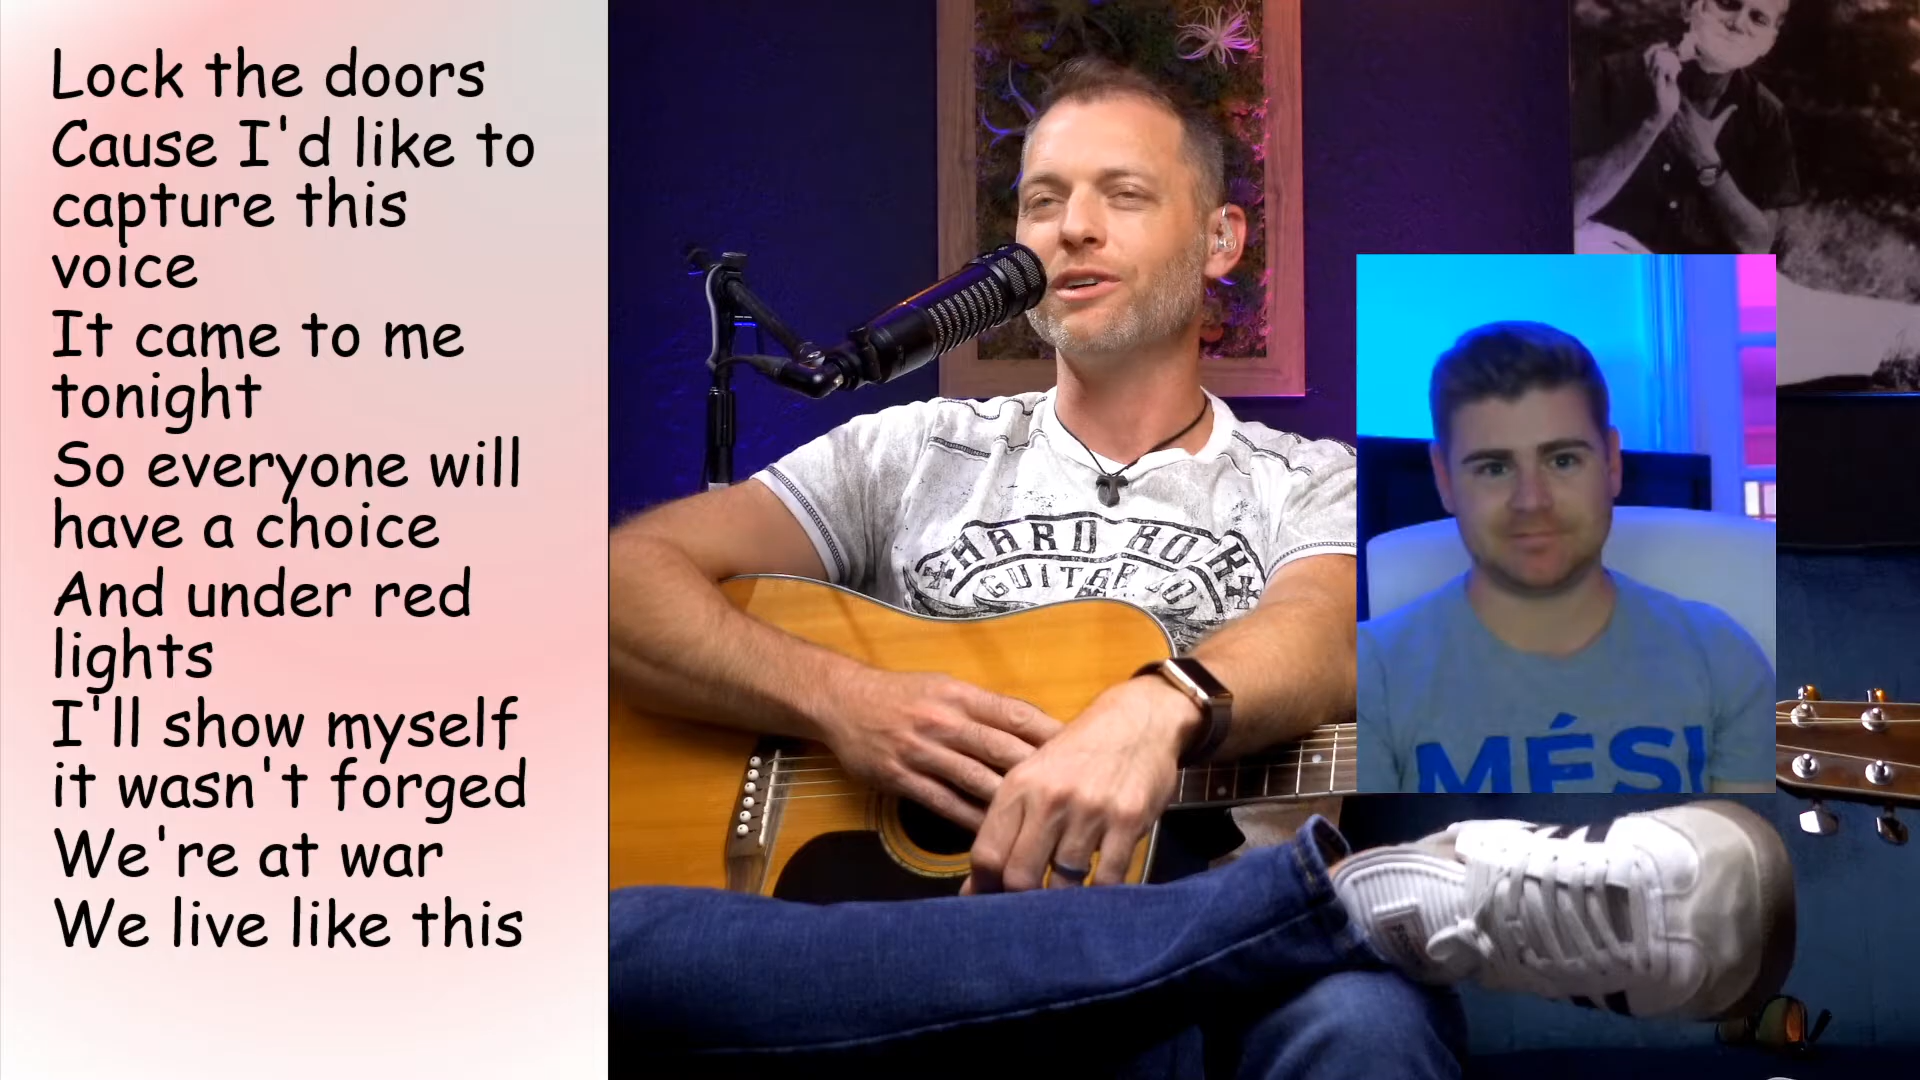 Lock the doors
Cause I'd like to
capture this
voice
It came to me
tonight
So everyone will
have a choice
And under red
lights
I'll show myself
it wasn't forged
We're at war
We live like this
HARD ROCK
GUITAR
MÉSI